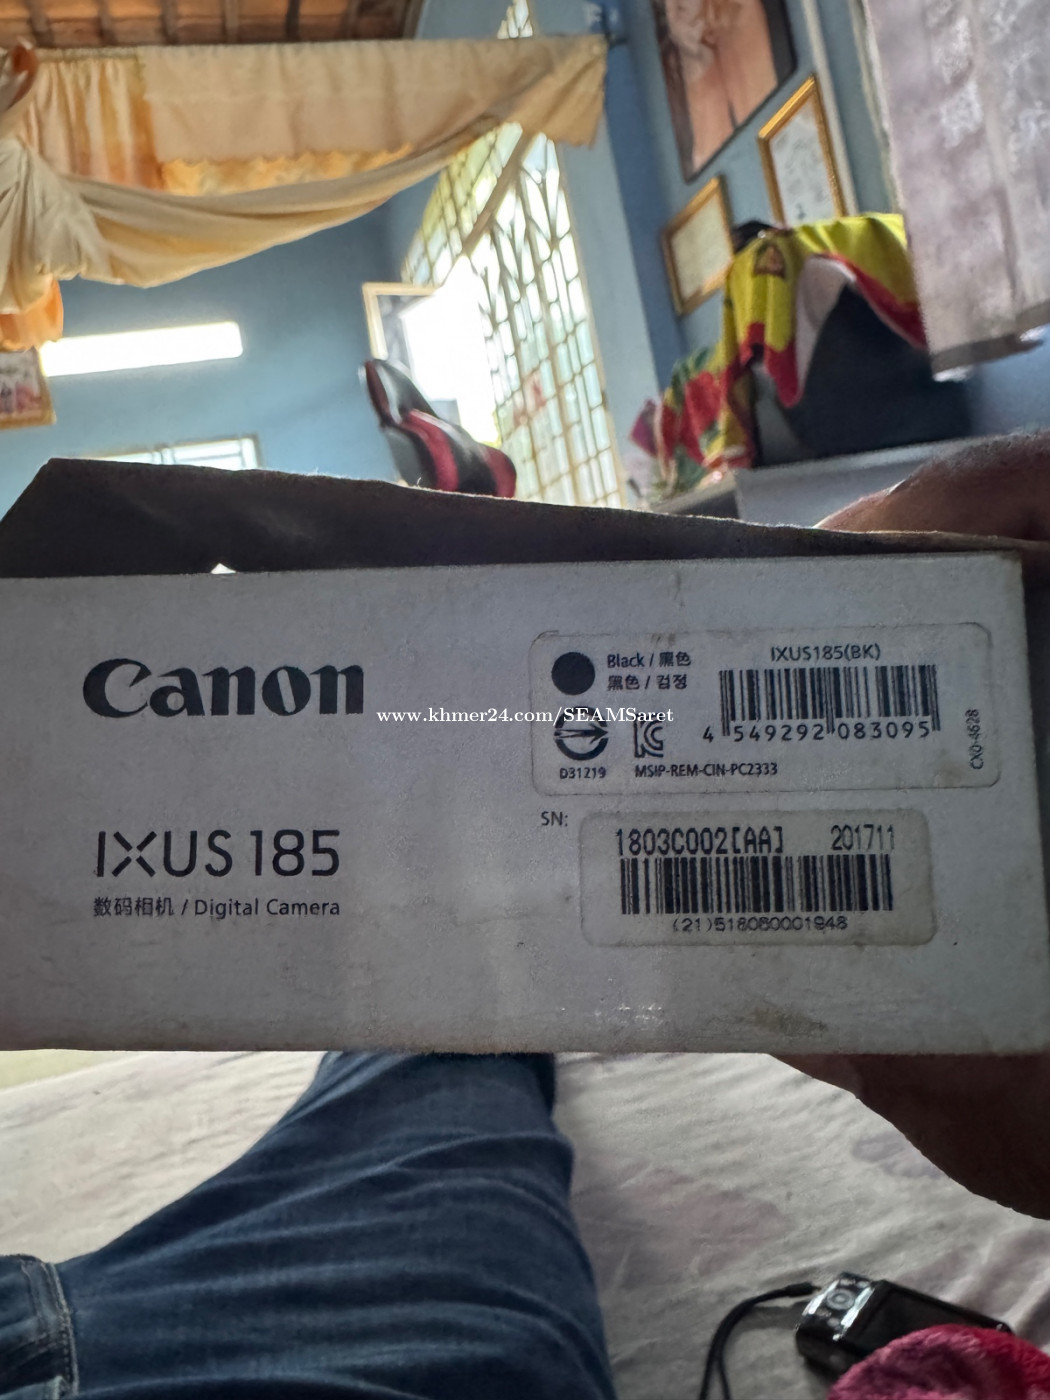 Canon
IXUS 185
数码相机 / Digital Camera
Black / 黑色
黒色 / 검정
IXUS185(BK)
4 549292 083095
D31219
MSIP-REM-CIN-PC2333
CX0-4628
SN:
1803C002[AA] 201711
(21)518060001948
www.khmer24.com/SEAMSaret